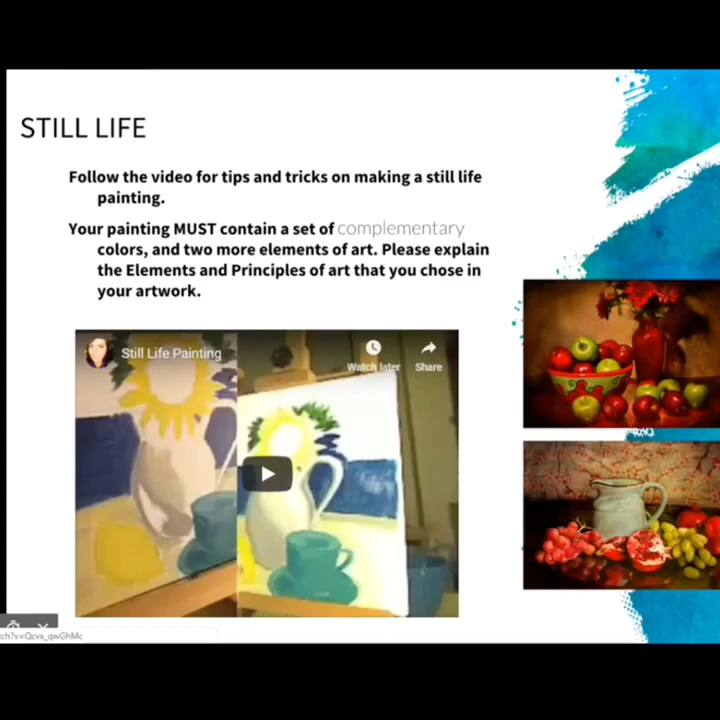 STILL LIFE
Follow the video for tips and tricks on making a still life
painting.
Your painting MUST contain a set of complementary
colors, and two more elements of art. Please explain
the Elements and Principles of art that you chose in
your artwork.
Still Life Painting
Watch later
Share
tch?v=Qcvx_qwGhMc